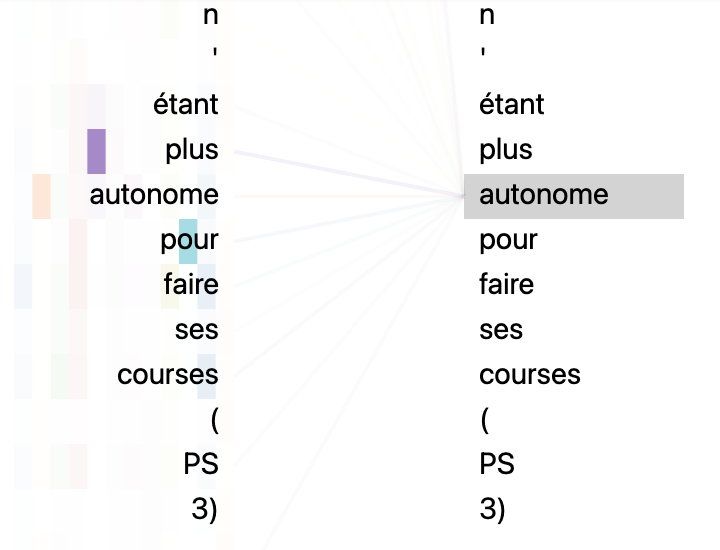 n n
' '
étant étant
plus plus
autonome autonome
pour pour
faire faire
ses ses
courses courses
( (
PS PS
3) 3)